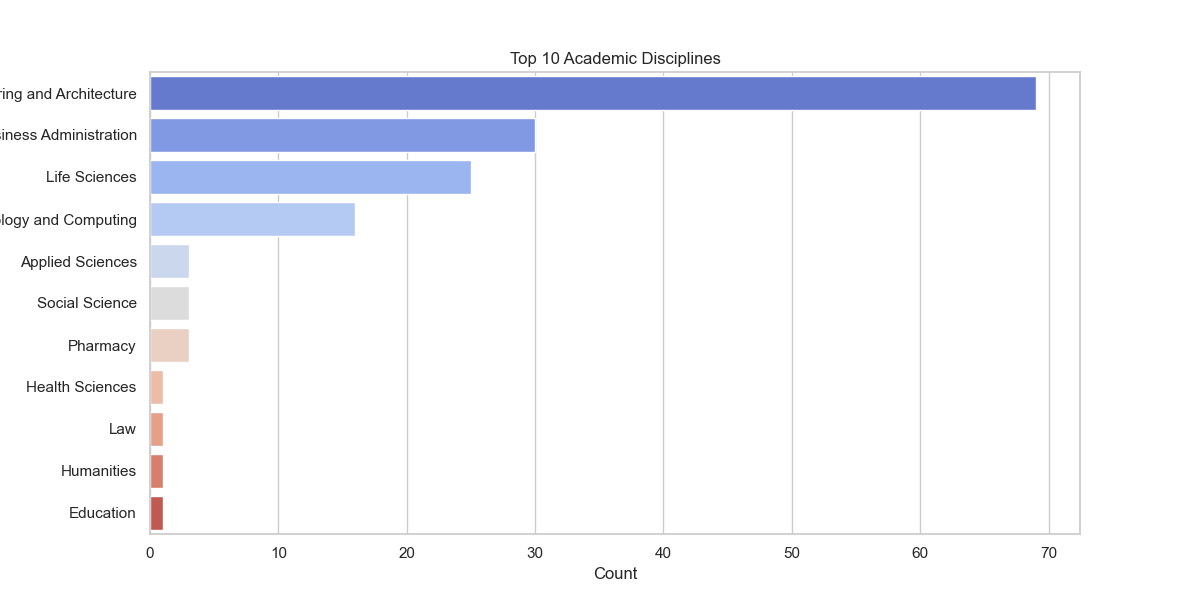 Top 10 Academic Disciplines
ring and Architecture
siness Administration
Life Sciences
ology and Computing
Applied Sciences
Social Science
Pharmacy
Health Sciences
Law
Humanities
Education
0 10 20 30 40 50 60 70
Count